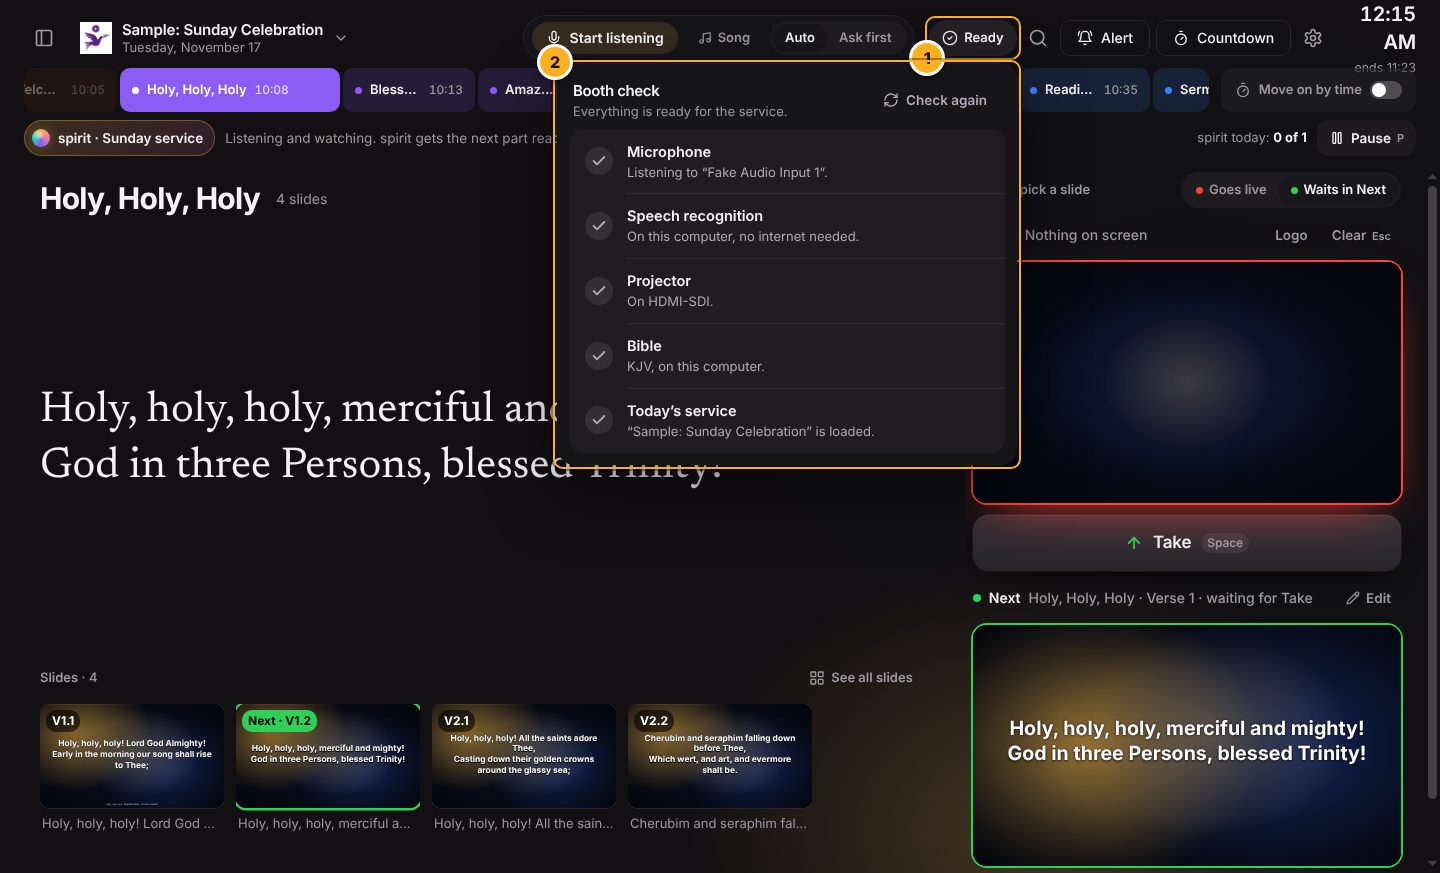 Sample: Sunday Celebration
Tuesday, November 17
Start listening
Song
Auto
Ask first
Ready
Alert
Countdown
12:15
AM
ends 11:23
1
2
elc... 10:05
Holy, Holy, Holy 10:08
Bless... 10:13
Amaz...
Readi... 10:35
Serm
Move on by time
spirit · Sunday service
Listening and watching. spirit gets the next part
spirit today: 0 of 1
Pause P
Booth check
Everything is ready for the service.
Check again
Microphone
Listening to “Fake Audio Input 1”.
Speech recognition
On this computer, no internet needed.
Projector
On HDMI-SDI.
Bible
KJV, on this computer.
Today’s service
“Sample: Sunday Celebration” is loaded.
Holy, Holy, Holy 4 slides
Holy, holy, holy, merciful
God in three Persons, blessed Trinity!
pick a slide
Goes live
Waits in Next
Nothing on screen
Logo
Clear Esc
Take Space
Next Holy, Holy, Holy · Verse 1 · waiting for Take
Edit
Holy, holy, holy, merciful and mighty!
God in three Persons, blessed Trinity!
Slides · 4
See all slides
V1.1
Holy, holy, holy! Lord God Almighty!
Early in the morning our song shall rise
to Thee;
Holy, holy, holy! Lord God ...
Next · V1.2
Holy, holy, holy, merciful and mighty!
God in three Persons, blessed Trinity!
Holy, holy, holy, merciful a...
V2.1
Holy, holy, holy! All the saints adore
Thee,
Casting down their golden crowns
around the glassy sea;
Holy, holy, holy! All the sain...
V2.2
Cherubim and seraphim falling down
before Thee,
Which wert, and art, and evermore
shalt be.
Cherubim and seraphim fal...